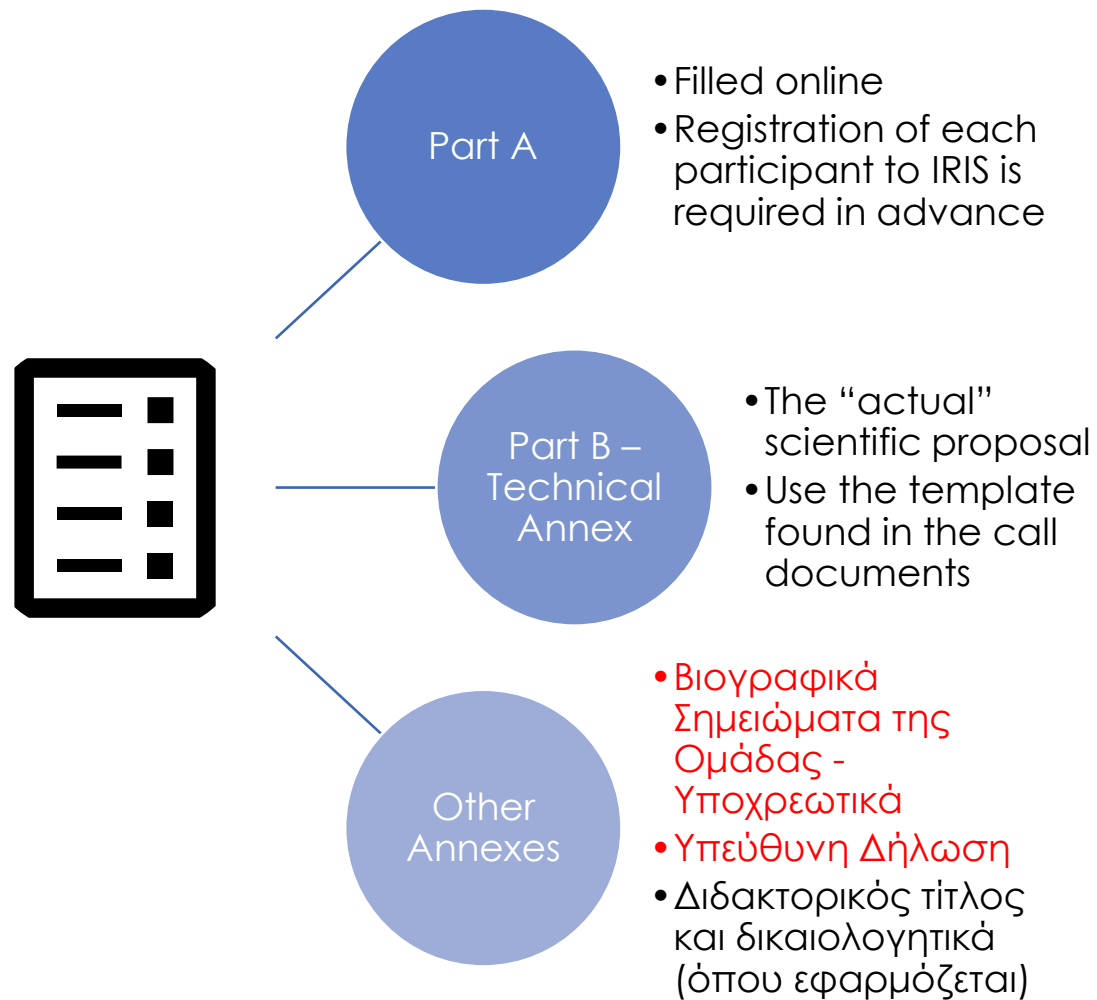 Part A
•Filled online
•Registration of each
participant to IRIS is
required in advance
Part B –
Technical
Annex
•The “actual”
scientific proposal
•Use the template
found in the call
documents
Other
Annexes
•Βιογραφικά
Σημειώματα της
Ομάδας -
Υποχρεωτικά
•Υπεύθυνη Δήλωση
•Διδακτορικός τίτλος
και δικαιολογητικά
(όπου εφαρμόζεται)